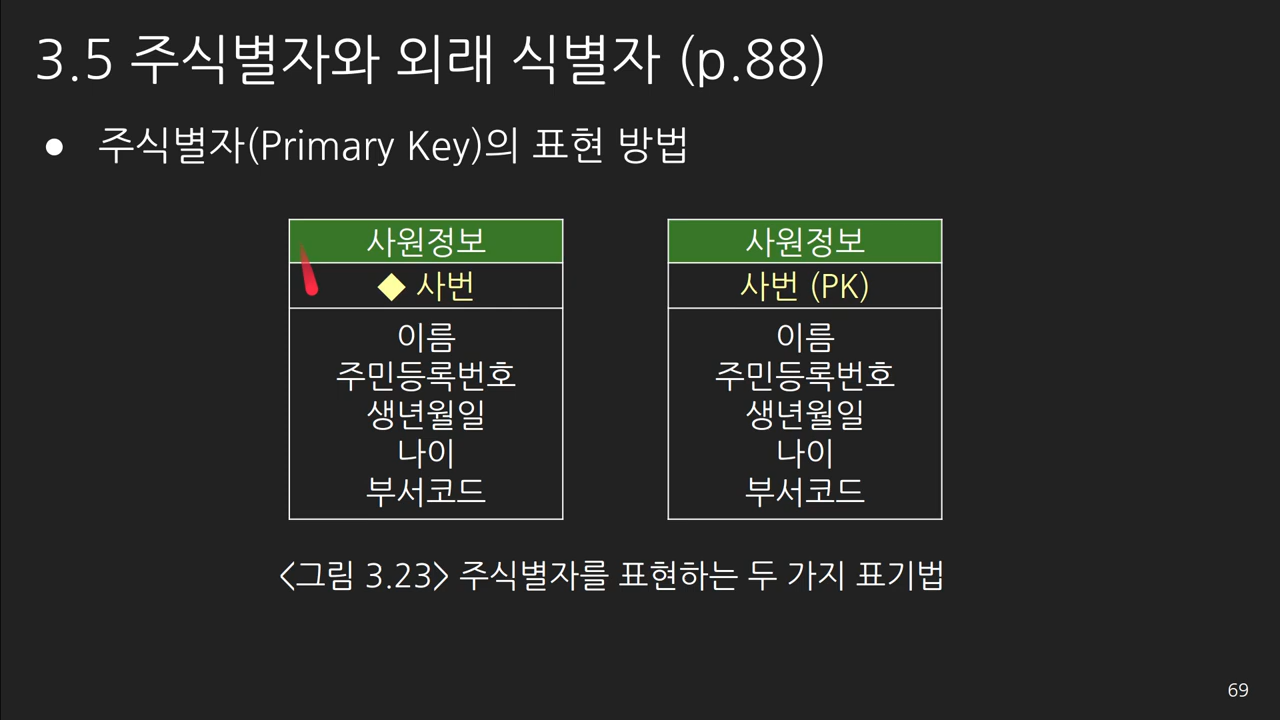 3.5 주식별자와 외래 식별자 (p.88)
● 주식별자(Primary Key)의 표현 방법
사원정보
◆ 사번
이름
주민등록번호
생년월일
나이
부서코드
사원정보
사번 (PK)
이름
주민등록번호
생년월일
나이
부서코드
<그림 3.23> 주식별자를 표현하는 두 가지 표기법
69